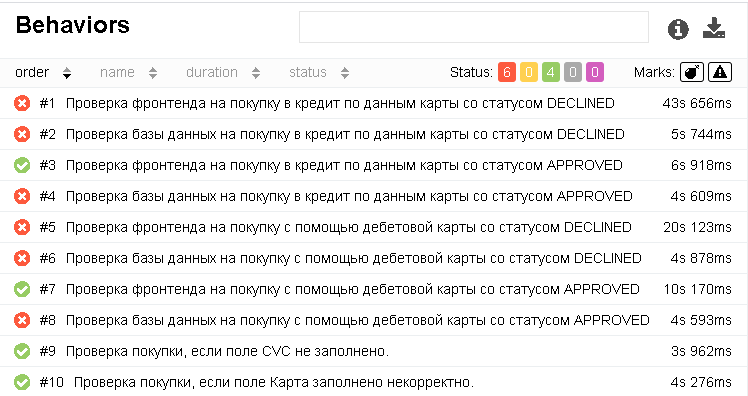 Behaviors
order name duration status Status: 6 0 4 0 0 Marks:
#1 Проверка фронтенда на покупку в кредит по данным карты со статусом DECLINED 43s 656ms
#2 Проверка базы данных на покупку в кредит по данным карты со статусом DECLINED 5s 744ms
#3 Проверка фронтенда на покупку в кредит по данным карты со статусом APPROVED 6s 918ms
#4 Проверка базы данных на покупку в кредит по данным карты со статусом APPROVED 4s 609ms
#5 Проверка фронтенда на покупку с помощью дебетовой карты со статусом DECLINED 20s 123ms
#6 Проверка базы данных на покупку с помощью дебетовой карты со статусом DECLINED 4s 878ms
#7 Проверка фронтенда на покупку с помощью дебетовой карты со статусом APPROVED 10s 170ms
#8 Проверка базы данных на покупку с помощью дебетовой карты со статусом APPROVED 4s 593ms
#9 Проверка покупки, если поле CVC не заполнено. 3s 962ms
#10 Проверка покупки, если поле Карта заполнено некорректно. 4s 276ms